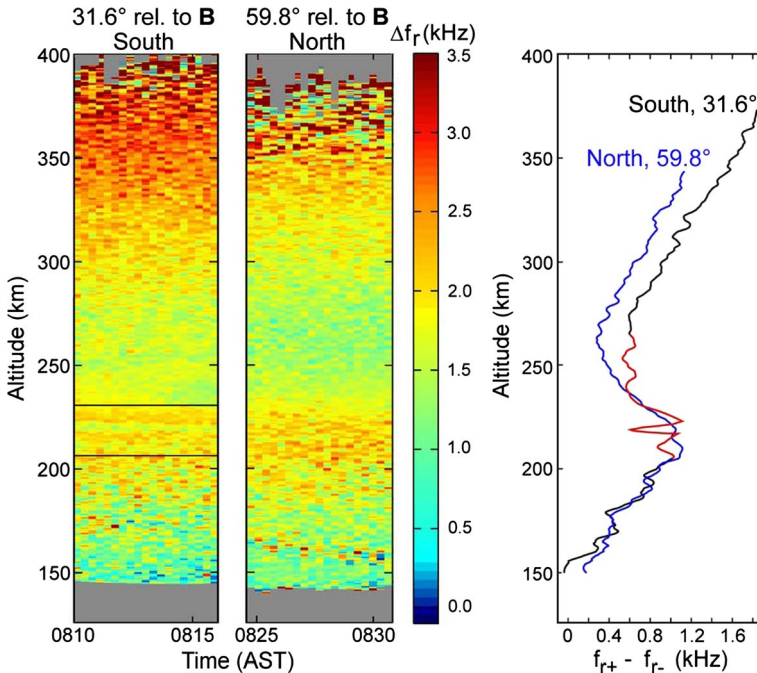 31.6° rel. to B
South
59.8° rel. to B
North
Δf_r(kHz)
400
350
300
250
200
150
Altitude (km)
0810
0815
0825
0830
Time (AST)
3.5
3.0
2.5
2.0
1.5
1.0
0.5
0.0
400
350
300
250
200
150
Altitude (km)
South, 31.6°
North, 59.8°
0
0.4
0.8
1.2
1.6
f_r+ - f_r- (kHz)